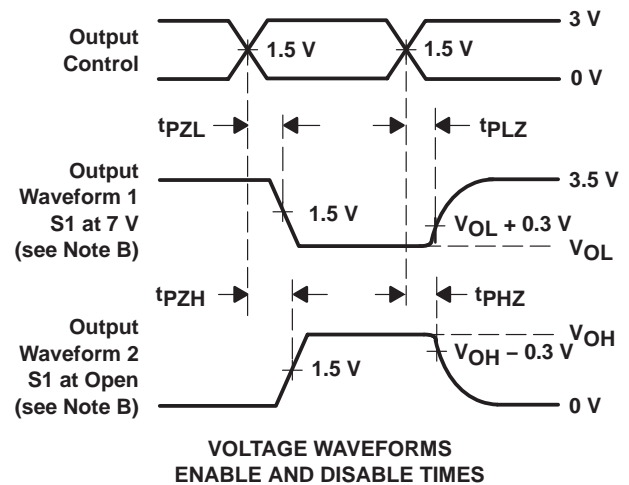 3 V
Output
Control
1.5 V
1.5 V
0 V
tPZL
tPLZ
Output
Waveform 1
S1 at 7 V
(see Note B)
3.5 V
1.5 V
VOL + 0.3 V
VOL
tPZH
tPHZ
Output
Waveform 2
S1 at Open
(see Note B)
VOH
VOH − 0.3 V
1.5 V
0 V
VOLTAGE WAVEFORMS
ENABLE AND DISABLE TIMES